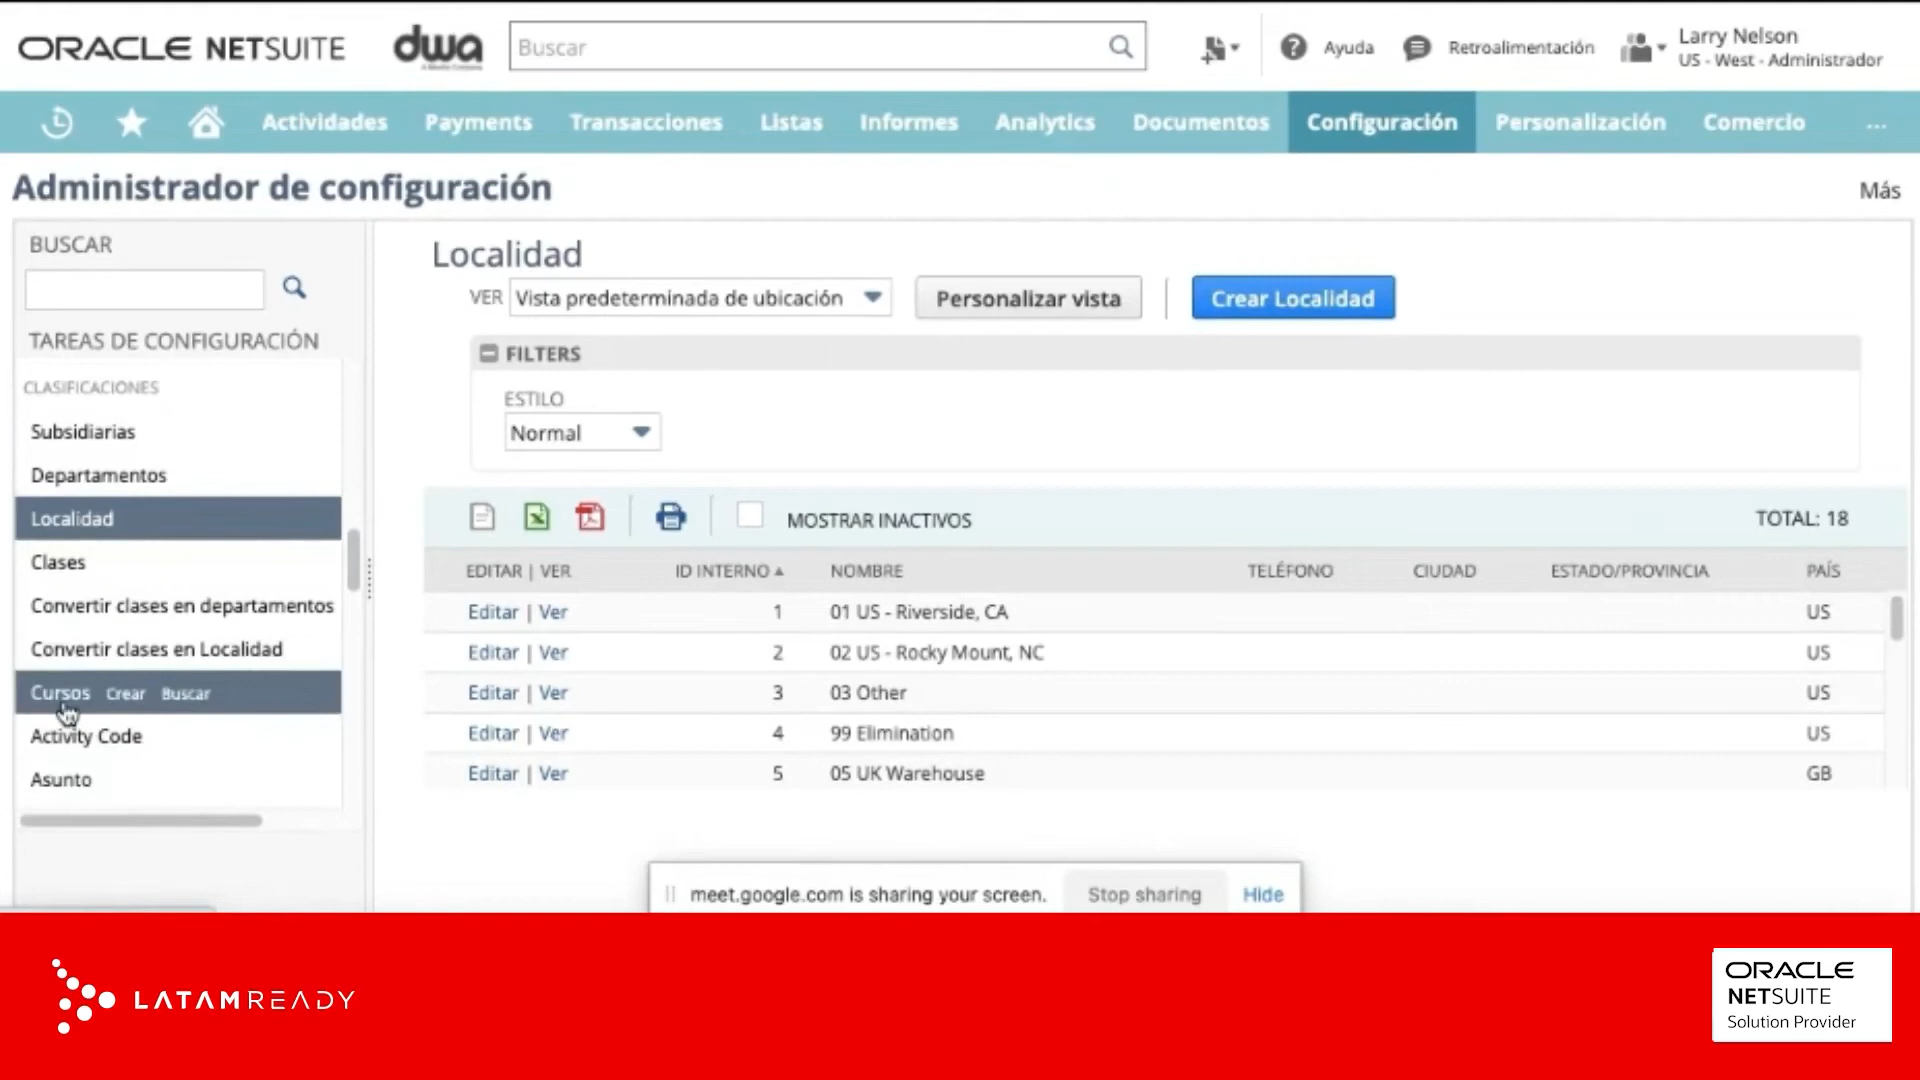 ORACLE NETSUITE
dwa
Buscar
Ayuda
Retroalimentación
Larry Nelson
US - West - Administrador
Actividades
Payments
Transacciones
Listas
Informes
Analytics
Documentos
Configuración
Personalización
Comercio
...
Administrador de configuración
Más
BUSCAR
TAREAS DE CONFIGURACIÓN
CLASIFICACIONES
Subsidiarias
Departamentos
Localidad
Clases
Convertir clases en departamentos
Convertir clases en Localidad
Cursos Crear Buscar
Activity Code
Asunto
Localidad
VER Vista predeterminada de ubicación
Personalizar vista
Crear Localidad
FILTERS
ESTILO
Normal
MOSTRAR INACTIVOS
TOTAL: 18
EDITAR | VER ID INTERNO NOMBRE TELÉFONO CIUDAD ESTADO/PROVINCIA PAÍS
Editar | Ver 1 01 US - Riverside, CA US
Editar | Ver 2 02 US - Rocky Mount, NC US
Editar | Ver 3 03 Other US
Editar | Ver 4 99 Elimination US
Editar | Ver 5 05 UK Warehouse GB
meet.google.com is sharing your screen. Stop sharing Hide
LATAMREADY
ORACLE
NETSUITE
Solution Provider